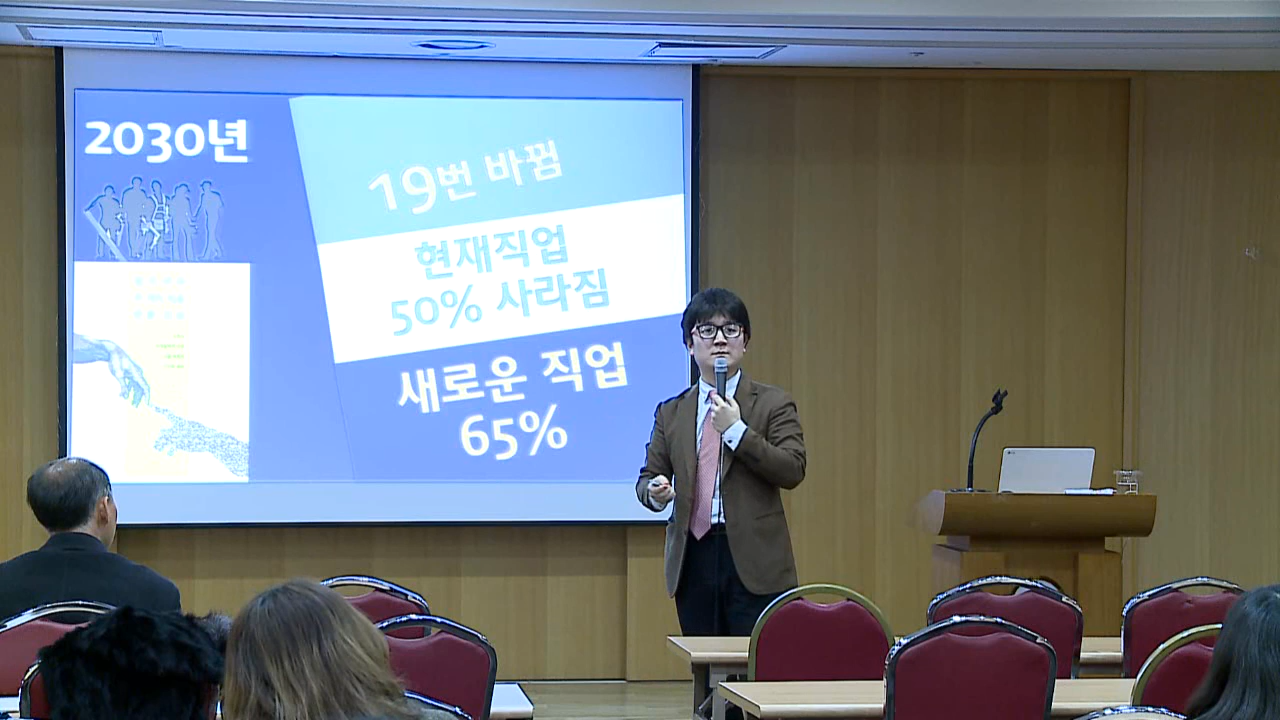 2030년
19번 바뀜
현재직업
50% 사라짐
새로운 직업
65%